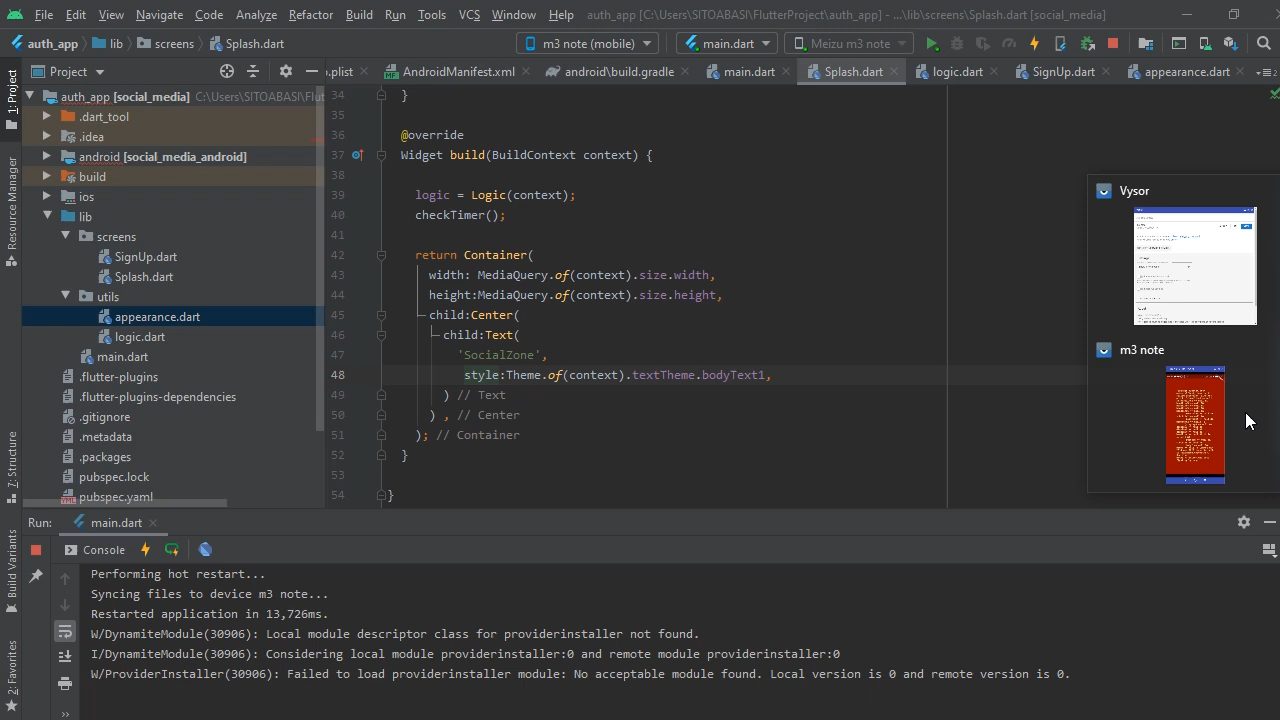 File Edit View Navigate Code Analyze Refactor Build Run Tools VCS Window Help auth_app [C:\Users\SITOABASI\FlutterProject\auth_app] - ...\lib\screens\Splash.dart [social_media]
auth_app lib screens Splash.dart m3 note (mobile) main.dart Meizu m3 note
Project .plist AndroidManifest.xml android\build.gradle main.dart Splash.dart logic.dart SignUp.dart appearance.dart
1: Project
Resource Manager
7: Structure
Build Variants
2: Favorites
auth_app [social_media] C:\Users\SITOABASI\Flut
.dart_tool
.idea
android [social_media_android]
build
ios
lib
screens
SignUp.dart
Splash.dart
utils
appearance.dart
logic.dart
main.dart
.flutter-plugins
.flutter-plugins-dependencies
.gitignore
.metadata
.packages
pubspec.lock
pubspec.yaml
34 }
35
36 @override
37 Widget build(BuildContext context) {
38
39 logic = Logic(context);
40 checkTimer();
41
42 return Container(
43 width: MediaQuery.of(context).size.width,
44 height:MediaQuery.of(context).size.height,
45 child:Center(
46 child:Text(
47 'SocialZone',
48 style:Theme.of(context).textTheme.bodyText1,
49 ) // Text
50 ) , // Center
51 ); // Container
52 }
53
54 }
Vysor
m3 note
Run: main.dart
Console
Performing hot restart...
Syncing files to device m3 note...
Restarted application in 13,726ms.
W/DynamiteModule(30906): Local module descriptor class for providerinstaller not found.
I/DynamiteModule(30906): Considering local module providerinstaller:0 and remote module providerinstaller:0
W/ProviderInstaller(30906): Failed to load providerinstaller module: No acceptable module found. Local version is 0 and remote version is 0.